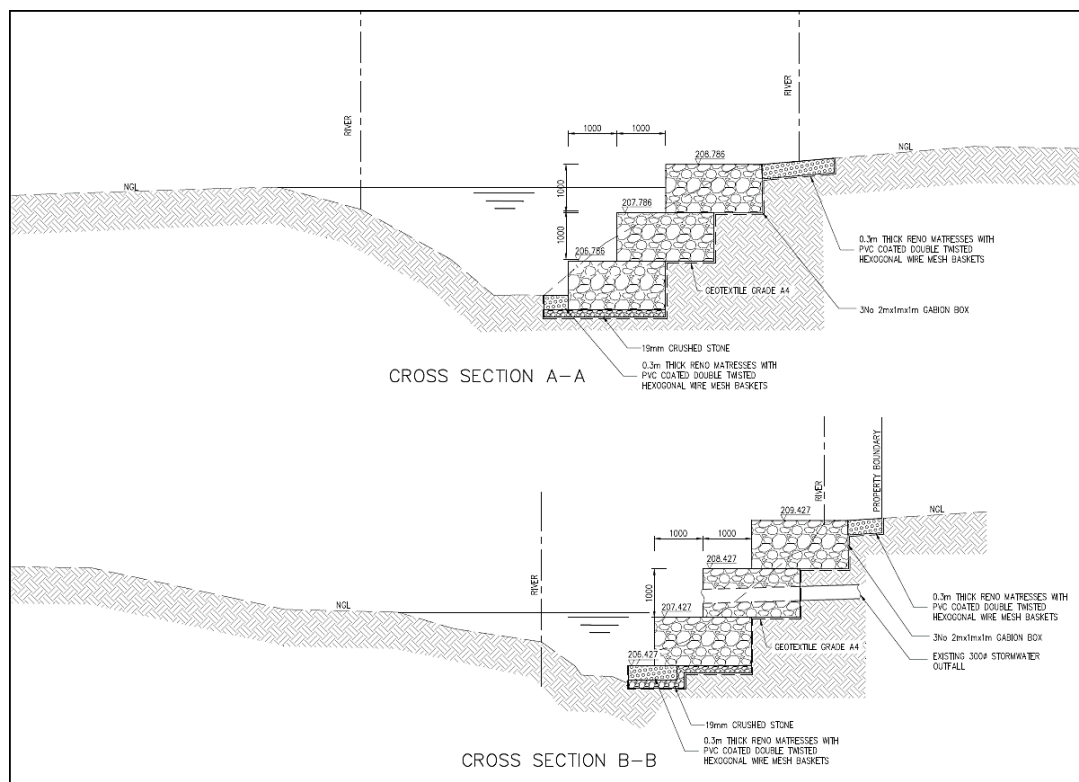 RIVER
RIVER
1000
1000
208.786
NGL
NGL
1000
207.786
1000
206.786
0.3m THICK RENO MATRESSES WITH
PVC COATED DOUBLE TWISTED
HEXOGONAL WIRE MESH BASKETS
GEOTEXTILE GRADE A4
3No 2mx1mx1m GABION BOX
19mm CRUSHED STONE
0.3m THICK RENO MATRESSES WITH
PVC COATED DOUBLE TWISTED
HEXOGONAL WIRE MESH BASKETS
CROSS SECTION A-A
RIVER
RIVER
PROPERTY BOUNDARY
209.427
NGL
1000
1000
208.427
1000
NGL
207.427
0.3m THICK RENO MATRESSES WITH
PVC COATED DOUBLE TWISTED
HEXOGONAL WIRE MESH BASKETS
GEOTEXTILE GRADE A4
3No 2mx1mx1m GABION BOX
206.427
EXISTING 300ø STORMWATER
OUTFALL
19mm CRUSHED STONE
0.3m THICK RENO MATRESSES WITH
PVC COATED DOUBLE TWISTED
HEXOGONAL WIRE MESH BASKETS
CROSS SECTION B-B